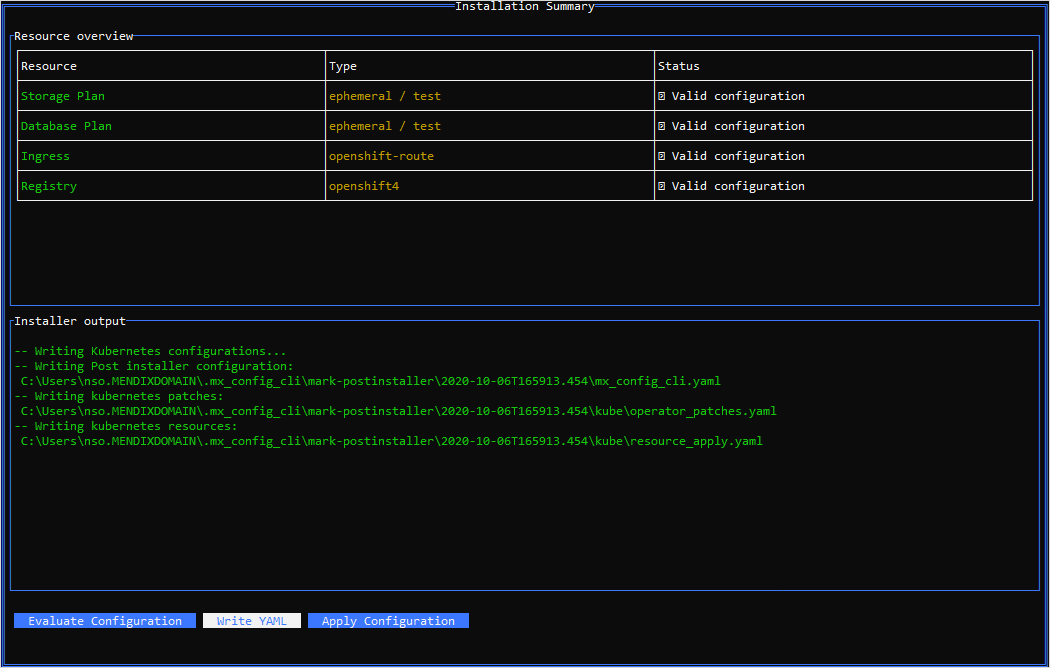 Installation Summary
Resource overview
Resource Type Status
Storage Plan ephemeral / test Valid configuration
Database Plan ephemeral / test Valid configuration
Ingress openshift-route Valid configuration
Registry openshift4 Valid configuration
Installer output
-- Writing Kubernetes configurations...
-- Writing Post installer configuration:
C:\Users\nso.MENDIXDOMAIN\.mx_config_cli\mark-postinstaller\2020-10-06T165913.454\mx_config_cli.yaml
-- Writing kubernetes patches:
C:\Users\nso.MENDIXDOMAIN\.mx_config_cli\mark-postinstaller\2020-10-06T165913.454\kube\operator_patches.yaml
-- Writing kubernetes resources:
C:\Users\nso.MENDIXDOMAIN\.mx_config_cli\mark-postinstaller\2020-10-06T165913.454\kube\resource_apply.yaml
Evaluate Configuration Write YAML Apply Configuration